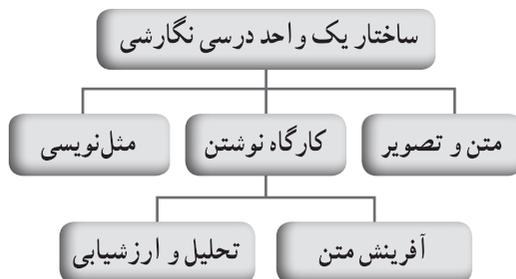 ساختار یک واحد درسی نگارشی
متن و تصویر
کارگاه نوشتن
مثل‌نویسی
آفرینش متن
تحلیل و ارزشیابی